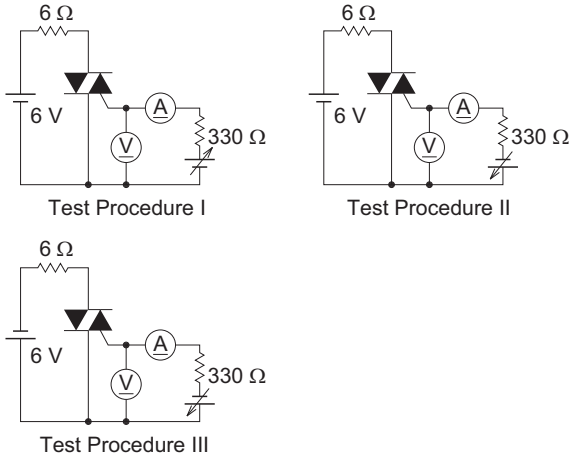 6 Ω
6 V
A
V
330 Ω
Test Procedure I
6 Ω
6 V
A
V
330 Ω
Test Procedure II
6 Ω
6 V
A
V
330 Ω
Test Procedure III